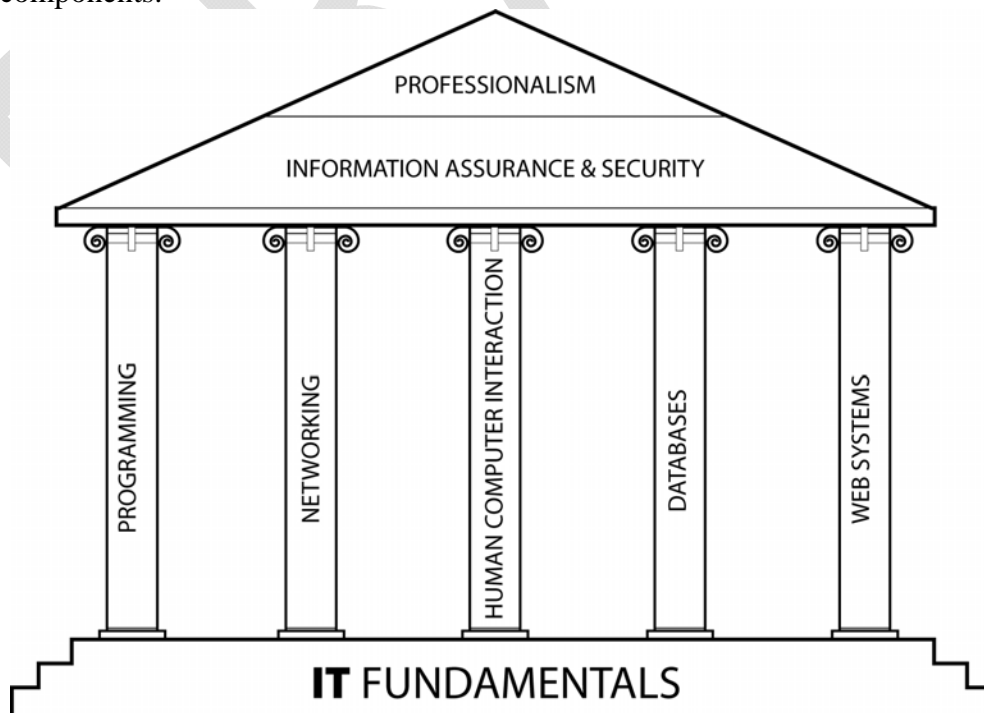 components.
PROFESSIONALISM
INFORMATION ASSURANCE & SECURITY
PROGRAMMING
NETWORKING
HUMAN COMPUTER INTERACTION
DATABASES
WEB SYSTEMS
IT FUNDAMENTALS